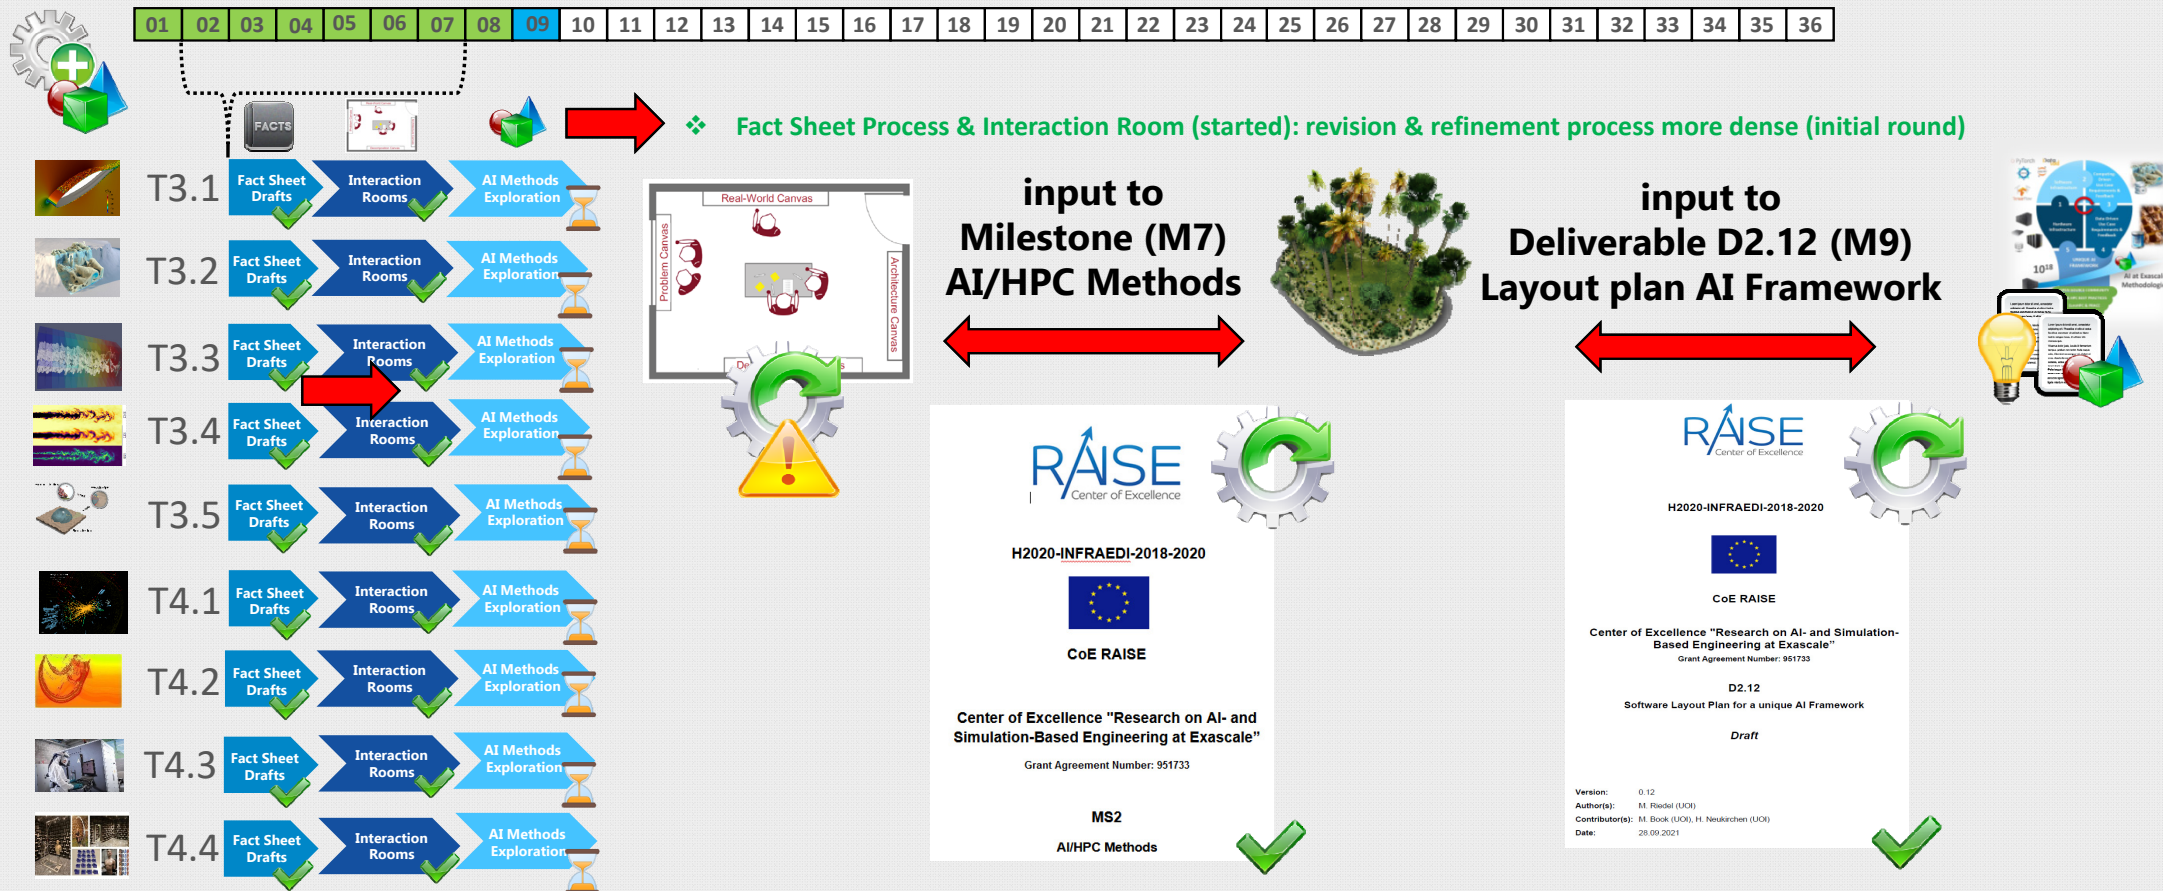 01 02 03 04 05 06 07 08 09 10 11 12 13 14 15 16 17 18 19 20 21 22 23 24 25 26 27 28 29 30 31 32 33 34 35 36
FACTS
❖ Fact Sheet Process & Interaction Room (started): revision & refinement process more dense (initial round)
T3.1
Fact Sheet
Drafts
Interaction
Rooms
AI Methods
Exploration
T3.2
Fact Sheet
Drafts
Interaction
Rooms
AI Methods
Exploration
T3.3
Fact Sheet
Drafts
Interaction
Rooms
AI Methods
Exploration
T3.4
Fact Sheet
Drafts
Interaction
Rooms
AI Methods
Exploration
T3.5
Fact Sheet
Drafts
Interaction
Rooms
AI Methods
Exploration
T4.1
Fact Sheet
Drafts
Interaction
Rooms
AI Methods
Exploration
T4.2
Fact Sheet
Drafts
Interaction
Rooms
AI Methods
Exploration
T4.3
Fact Sheet
Drafts
Interaction
Rooms
AI Methods
Exploration
T4.4
Fact Sheet
Drafts
Interaction
Rooms
AI Methods
Exploration
Real-World Canvas
Problem Canvas
Architecture Canvas
input to
Milestone (M7)
AI/HPC Methods
input to
Deliverable D2.12 (M9)
Layout plan AI Framework
RAISE
Center of Excellence
H2020-INFRAEDI-2018-2020
CoE RAISE
Center of Excellence "Research on AI- and
Simulation-Based Engineering at Exascale"
Grant Agreement Number: 951733
MS2
AI/HPC Methods
RAISE
Center of Excellence
H2020-INFRAEDI-2018-2020
CoE RAISE
Center of Excellence "Research on AI- and Simulation-
Based Engineering at Exascale"
Grant Agreement Number: 951733
D2.12
Software Layout Plan for a unique AI Framework
Draft
Version: 0.12
Author(s): M. Riedel (UOI)
Contributor(s): M. Book (UOI), H. Neukirchen (UOI)
Date: 28.09.2021
10¹⁸
AI at Exascale